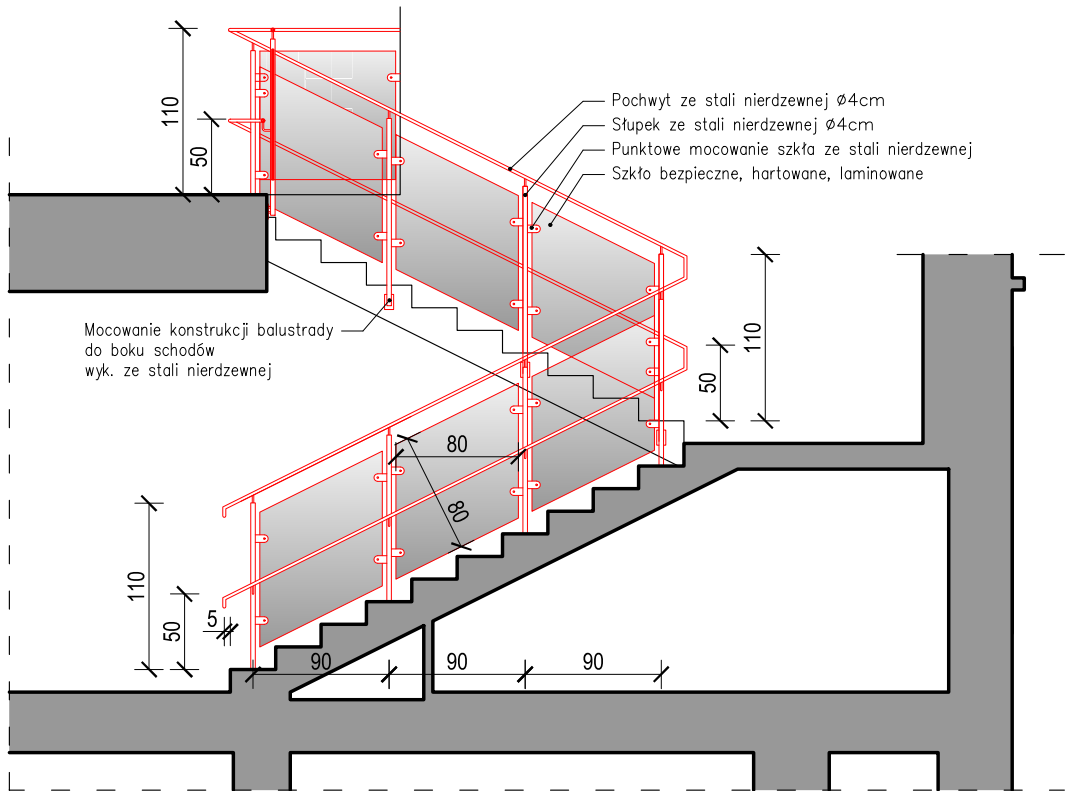 110
50
Pochwyt ze stali nierdzewnej Ø4cm
Słupek ze stali nierdzewnej Ø4cm
Punktowe mocowanie szkła ze stali nierdzewnej
Szkło bezpieczne, hartowane, laminowane
Mocowanie konstrukcji balustrady
do boku schodów
wyk. ze stali nierdzewnej
110
50
80
80
110
50
5
90
90
90